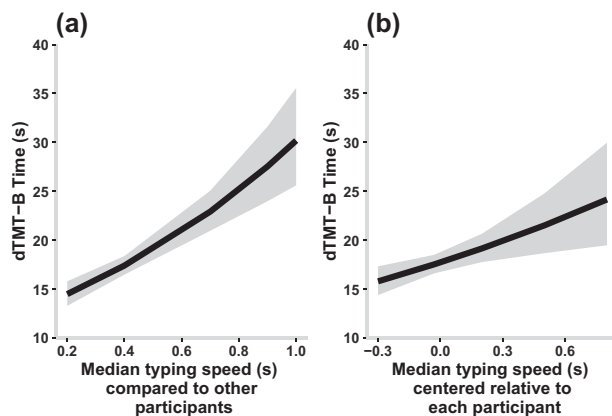 (a)
40
35
30
25
20
15
10
dTMT−B Time (s)
0.2 0.4 0.6 0.8 1.0
Median typing speed (s)
compared to other
participants
(b)
40
35
30
25
20
15
10
dTMT−B Time (s)
−0.3 0.0 0.3 0.6
Median typing speed (s)
centered relative to
each participant